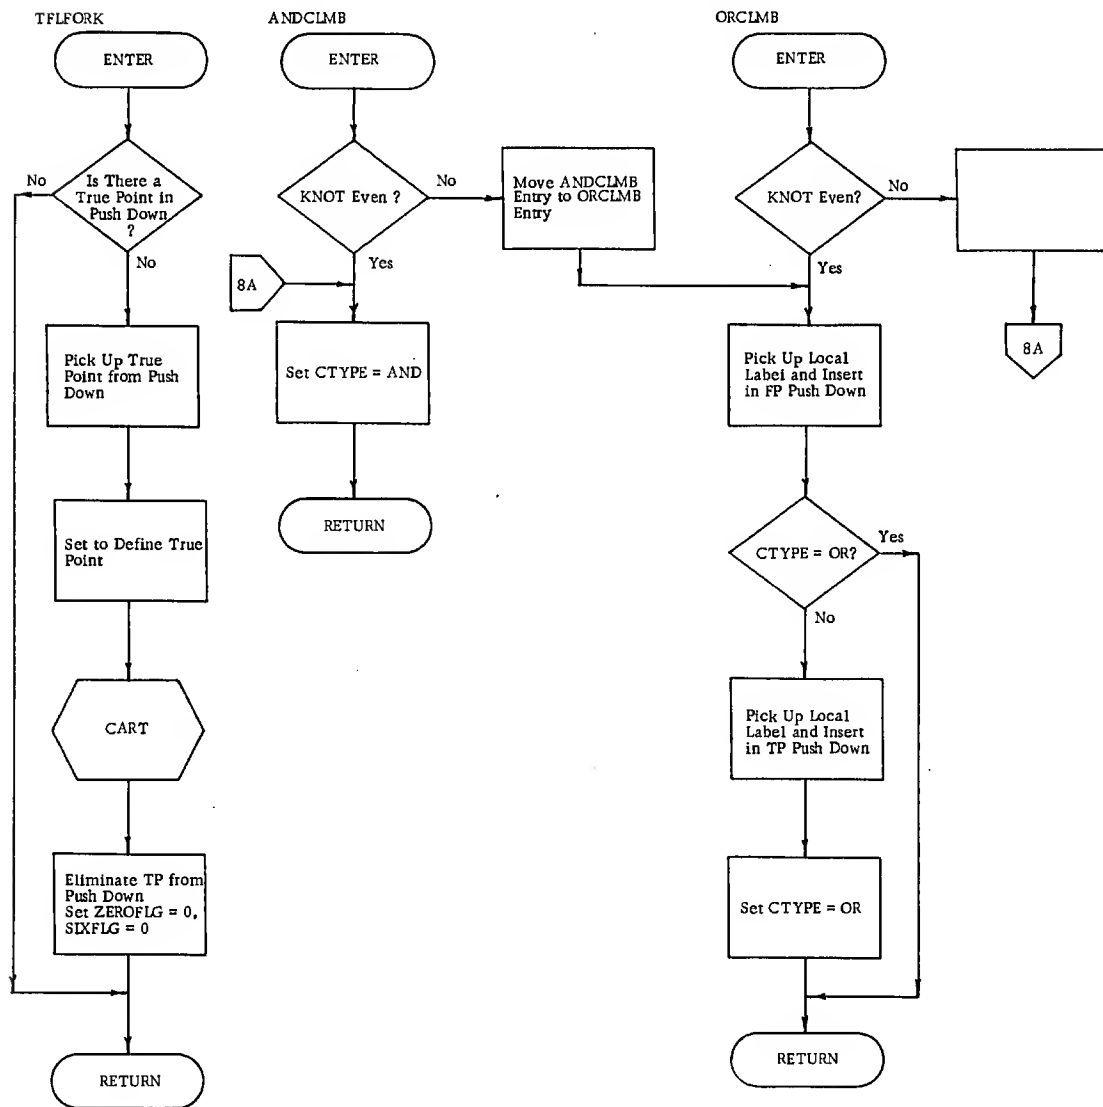 TFLFORK
ENTER
No
Is There a
True Point in
Push Down
?
No
Pick Up True
Point from Push
Down
Set to Define True
Point
CART
Eliminate TP from
Push Down
Set ZEROFLG = 0,
SIXFLG = 0
RETURN
ANDCLMB
ENTER
KNOT Even ?
No
Move ANDCLMB
Entry to ORCLMB
Entry
Yes
8A
Set CTYPE = AND
RETURN
ORCLMB
ENTER
KNOT Even?
No
Yes
8A
Pick Up Local
Label and Insert
in FP Push Down
CTYPE = OR?
Yes
No
Pick Up Local
Label and Insert
in TP Push Down
Set CTYPE = OR
RETURN